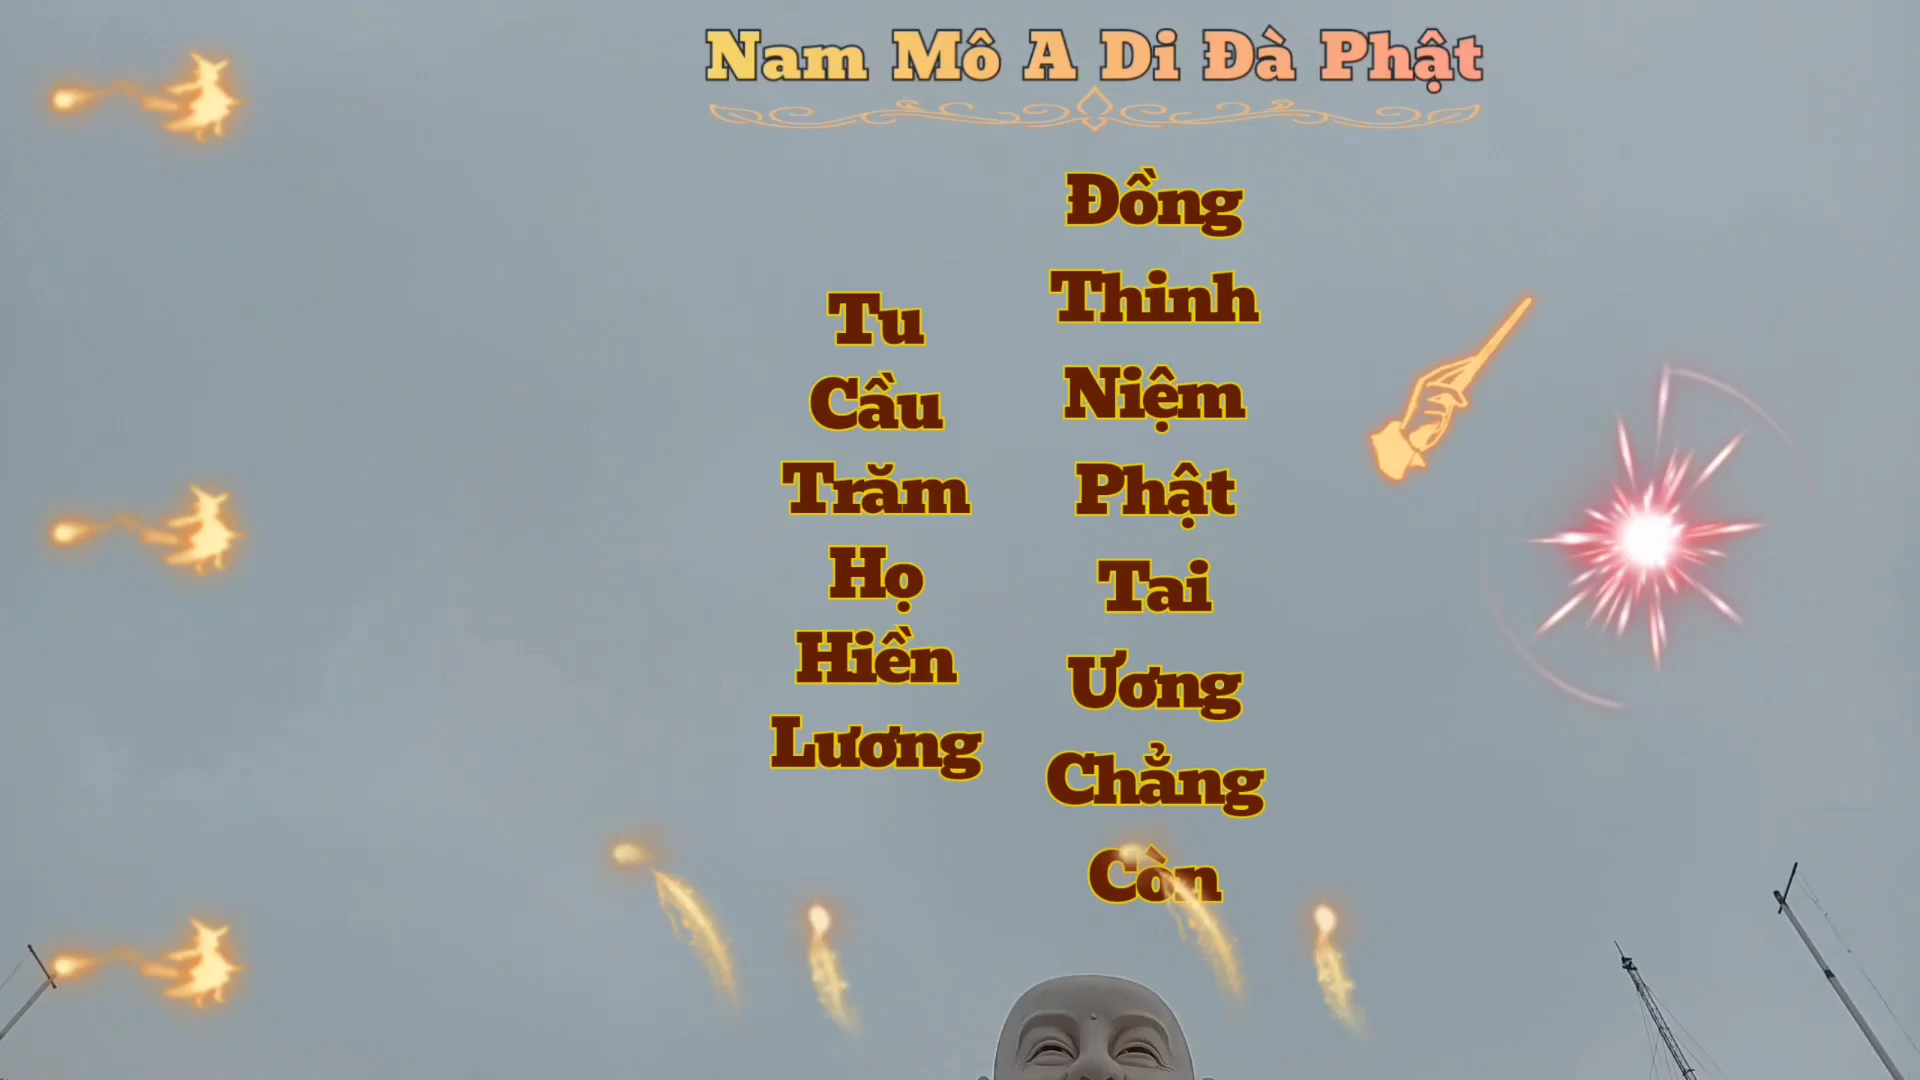 Nam Mô A Di Đà Phật
Tu
Cầu
Trăm
Họ
Hiền
Lương
Đồng
Thinh
Niệm
Phật
Tai
Ương
Chẳng
Còn